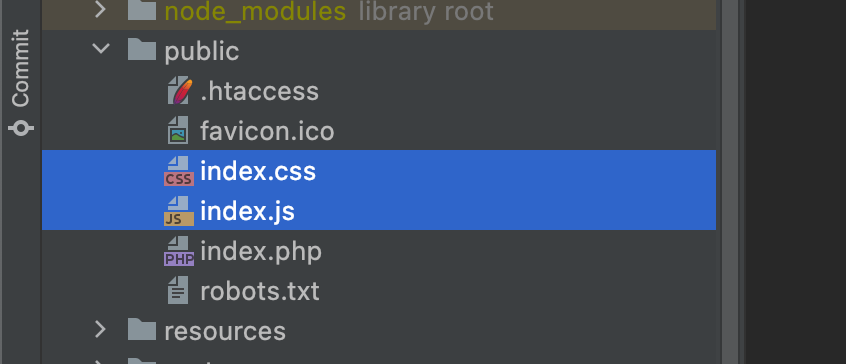 node_modules library root
public
Commit
.htaccess
favicon.ico
CSS index.css
JS index.js
PHP index.php
robots.txt
resources